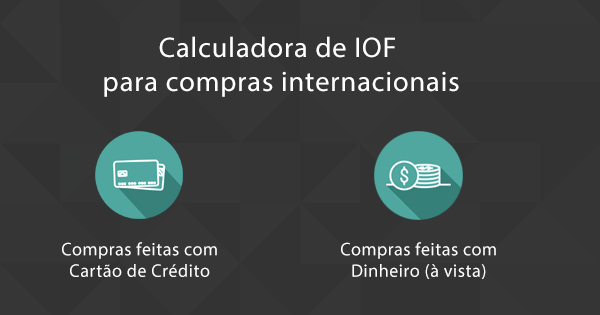 Calculadora de IOF
para compras internacionais
$
Compras feitas com
Cartão de Crédito
Compras feitas com
Dinheiro (à vista)